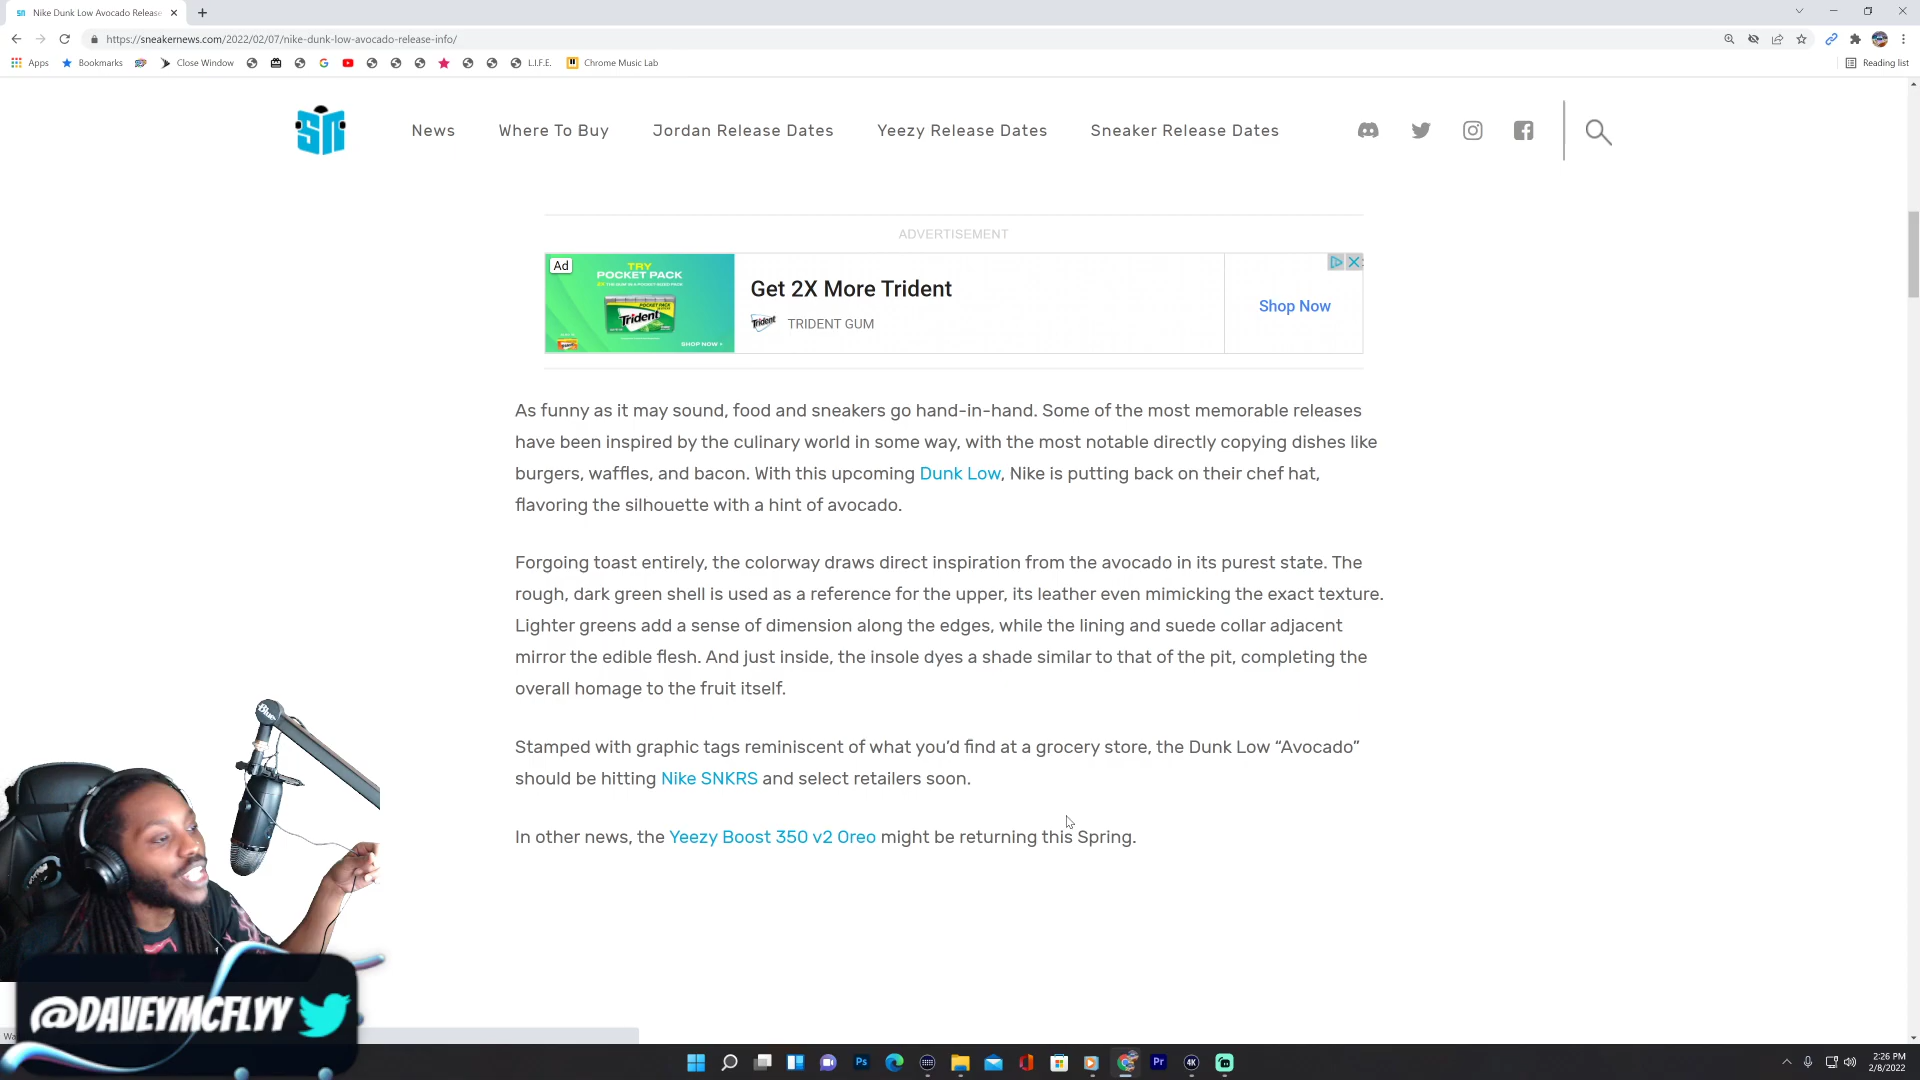 Nike Dunk Low Avocado Release
https://sneakernews.com/2022/02/07/nike-dunk-low-avocado-release-info/
Apps Bookmarks Close Window L.I.F.E. Chrome Music Lab Reading list
SN
News Where To Buy Jordan Release Dates Yeezy Release Dates Sneaker Release Dates
ADVERTISEMENT
Ad
TRY
POCKET PACK
Trident
SHOP NOW >
Get 2X More Trident
Trident TRIDENT GUM
Shop Now
As funny as it may sound, food and sneakers go hand-in-hand. Some of the most memorable releases
have been inspired by the culinary world in some way, with the most notable directly copying dishes like
burgers, waffles, and bacon. With this upcoming Dunk Low, Nike is putting back on their chef hat,
flavoring the silhouette with a hint of avocado.
Forgoing toast entirely, the colorway draws direct inspiration from the avocado in its purest state. The
rough, dark green shell is used as a reference for the upper, its leather even mimicking the exact texture.
Lighter greens add a sense of dimension along the edges, while the lining and suede collar adjacent
mirror the edible flesh. And just inside, the insole dyes a shade similar to that of the pit, completing the
overall homage to the fruit itself.
Stamped with graphic tags reminiscent of what you’d find at a grocery store, the Dunk Low “Avocado”
should be hitting Nike SNKRS and select retailers soon.
In other news, the Yeezy Boost 350 v2 Oreo might be returning this Spring.
Blue
@DAVEYMCFLYY
Ps
Pr
4K
2:26 PM
2/8/2022